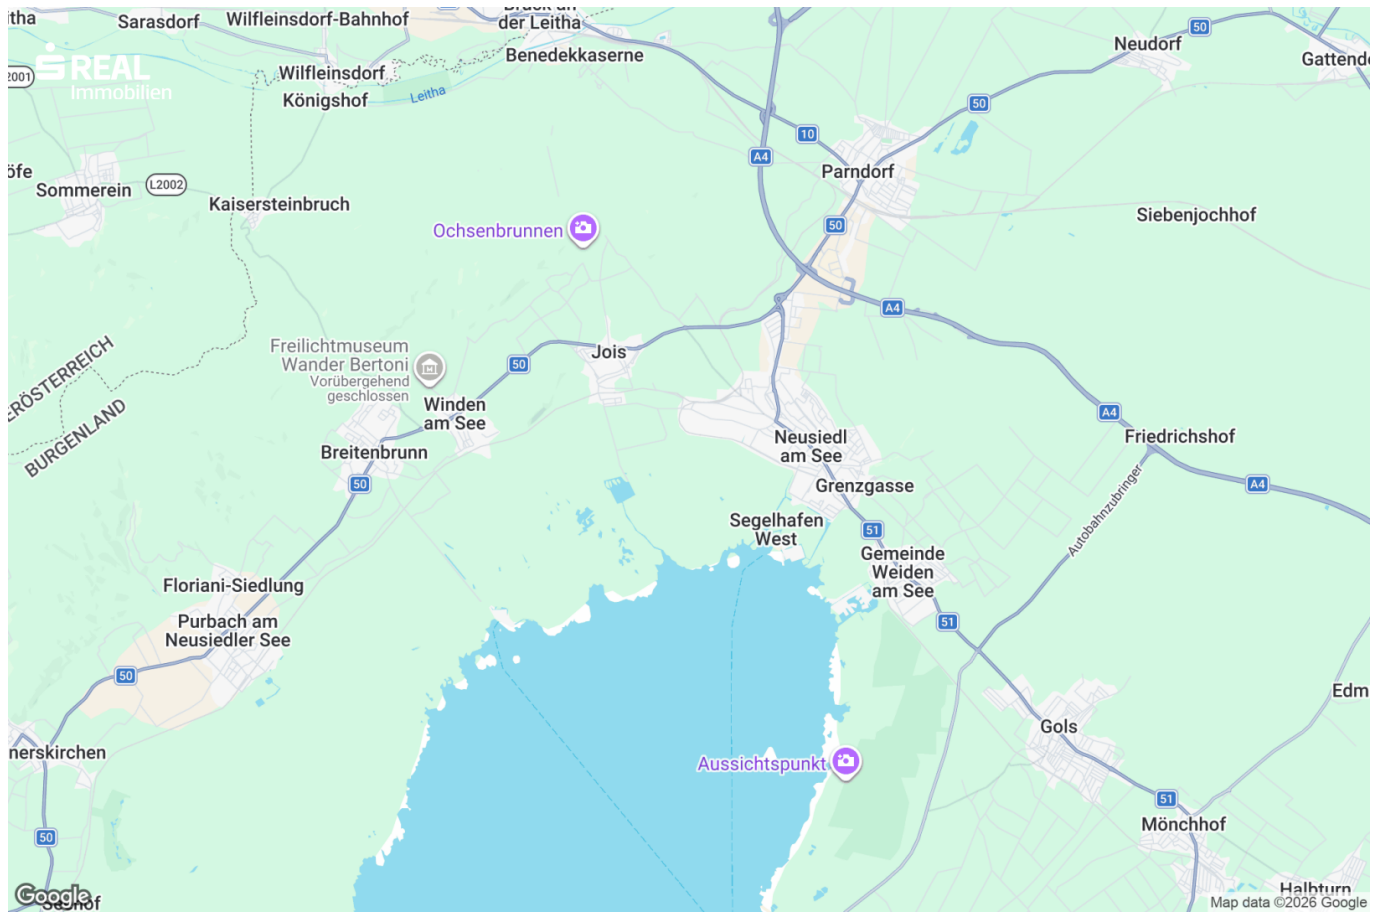 itha
Sarasdorf
Wilfleinsdorf-Bahnhof
Bruck an
der Leitha
50
Neudorf
Benedekkaserne
Gattend
REAL
Immobilien
2001
Wilfleinsdorf
Königshof
Leitha
50
10
A4
Parndorf
öfe
Sommerein
L2002
Kaisersteinbruch
Siebenjochhof
Ochsenbrunnen
50
A4
Freilichtmuseum
Wander Bertoni
Vorübergehend
geschlossen
50
Jois
ERÖSTERREICH
BURGENLAND
Winden
am See
A4
Friedrichshof
Neusiedl
am See
Breitenbrunn
50
Grenzgasse
A4
Autobahnzubringer
Segelhafen
West
51
Gemeinde
Weiden
am See
Floriani-Siedlung
Purbach am
Neusiedler See
51
50
Edm
Gols
nerskirchen
Aussichtspunkt
51
50
Mönchhof
Halbturn
Google
Map data ©2026 Google